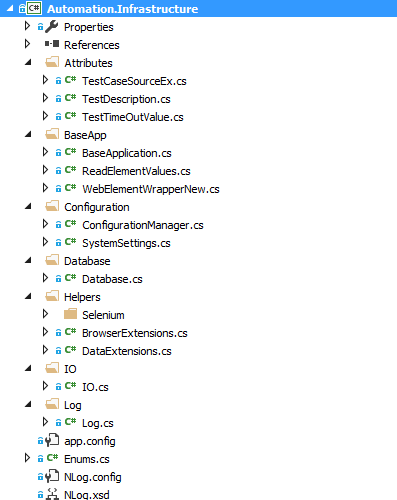 Automation.Infrastructure
Properties
References
Attributes
C# TestCaseSourceEx.cs
C# TestDescription.cs
C# TestTimeOutValue.cs
BaseApp
C# BaseApplication.cs
C# ReadElementValues.cs
C# WebElementWrapperNew.cs
Configuration
C# ConfigurationManager.cs
C# SystemSettings.cs
Database
C# Database.cs
Helpers
Selenium
C# BrowserExtensions.cs
C# DataExtensions.cs
IO
C# IO.cs
Log
C# Log.cs
app.config
C# Enums.cs
NLog.config
NLog.xsd